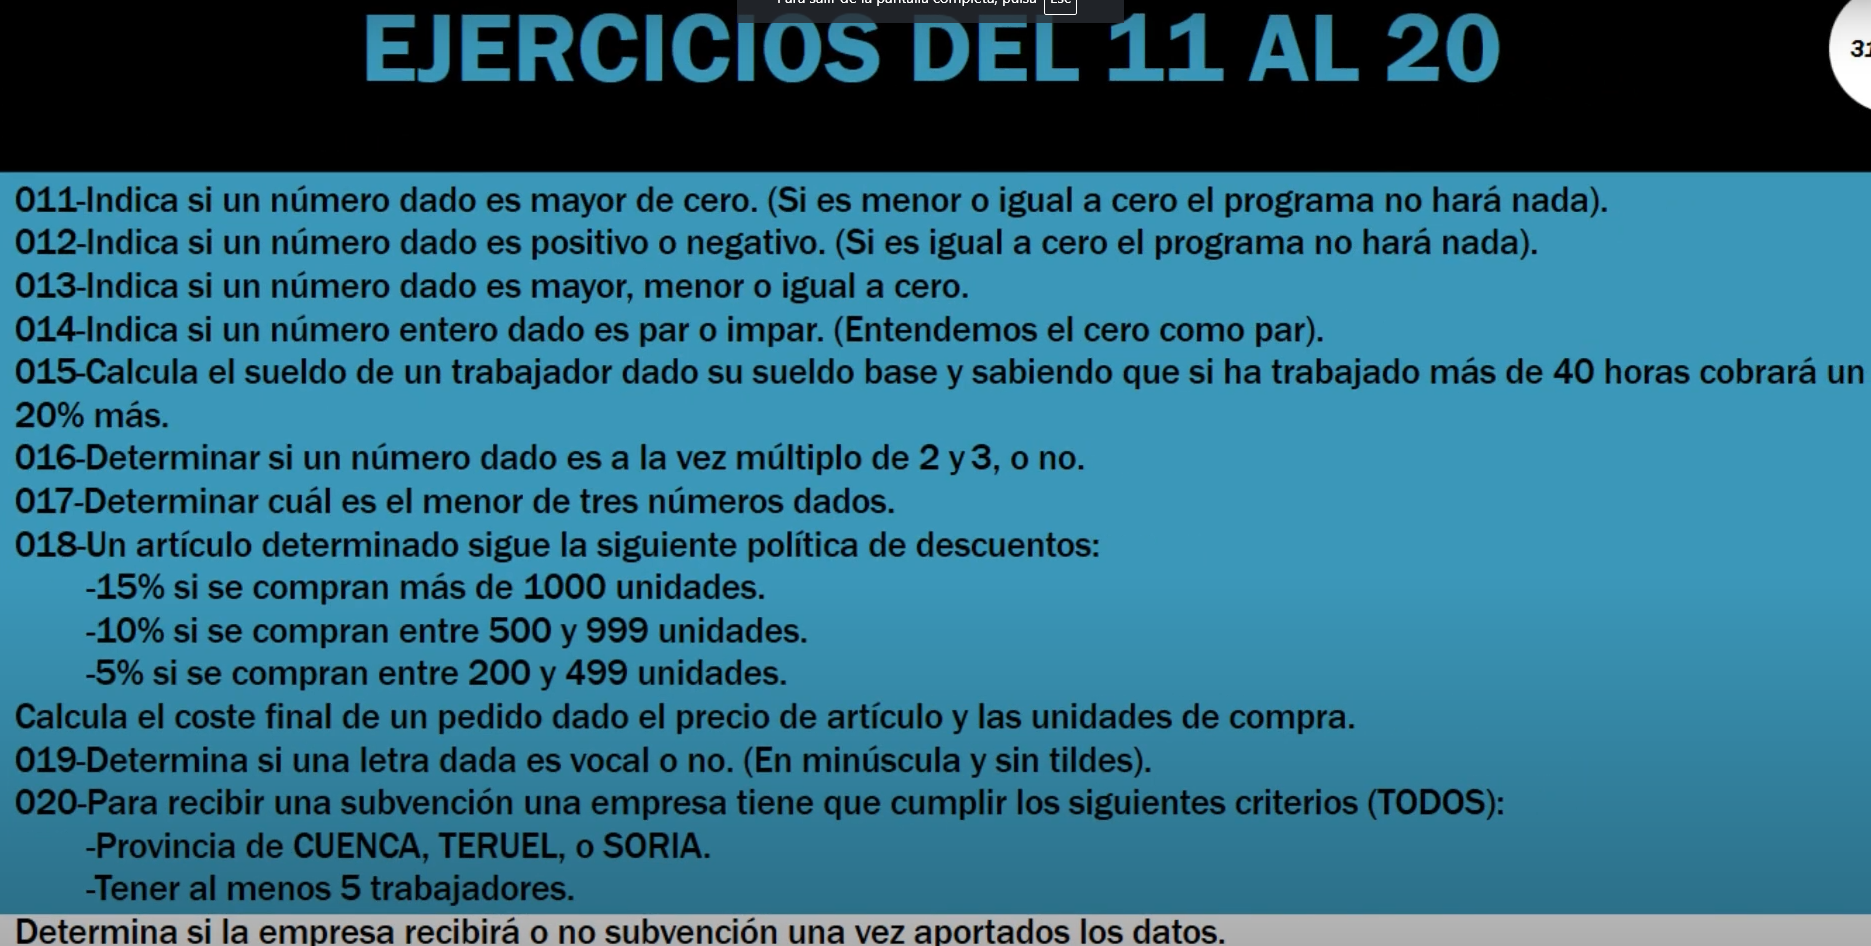 Para salir de la pantalla completa, pulsa Esc
EJERCICIOS DEL 11 AL 20
31
011-Indica si un número dado es mayor de cero. (Si es menor o igual a cero el programa no hará nada).
012-Indica si un número dado es positivo o negativo. (Si es igual a cero el programa no hará nada).
013-Indica si un número dado es mayor, menor o igual a cero.
014-Indica si un número entero dado es par o impar. (Entendemos el cero como par).
015-Calcula el sueldo de un trabajador dado su sueldo base y sabiendo que si ha trabajado más de 40 horas cobrará un
20% más.
016-Determinar si un número dado es a la vez múltiplo de 2 y 3, o no.
017-Determinar cuál es el menor de tres números dados.
018-Un artículo determinado sigue la siguiente política de descuentos:
-15% si se compran más de 1000 unidades.
-10% si se compran entre 500 y 999 unidades.
-5% si se compran entre 200 y 499 unidades.
Calcula el coste final de un pedido dado el precio de artículo y las unidades de compra.
019-Determina si una letra dada es vocal o no. (En minúscula y sin tildes).
020-Para recibir una subvención una empresa tiene que cumplir los siguientes criterios (TODOS):
-Provincia de CUENCA, TERUEL, o SORIA.
-Tener al menos 5 trabajadores.
Determina si la empresa recibirá o no subvención una vez aportados los datos.